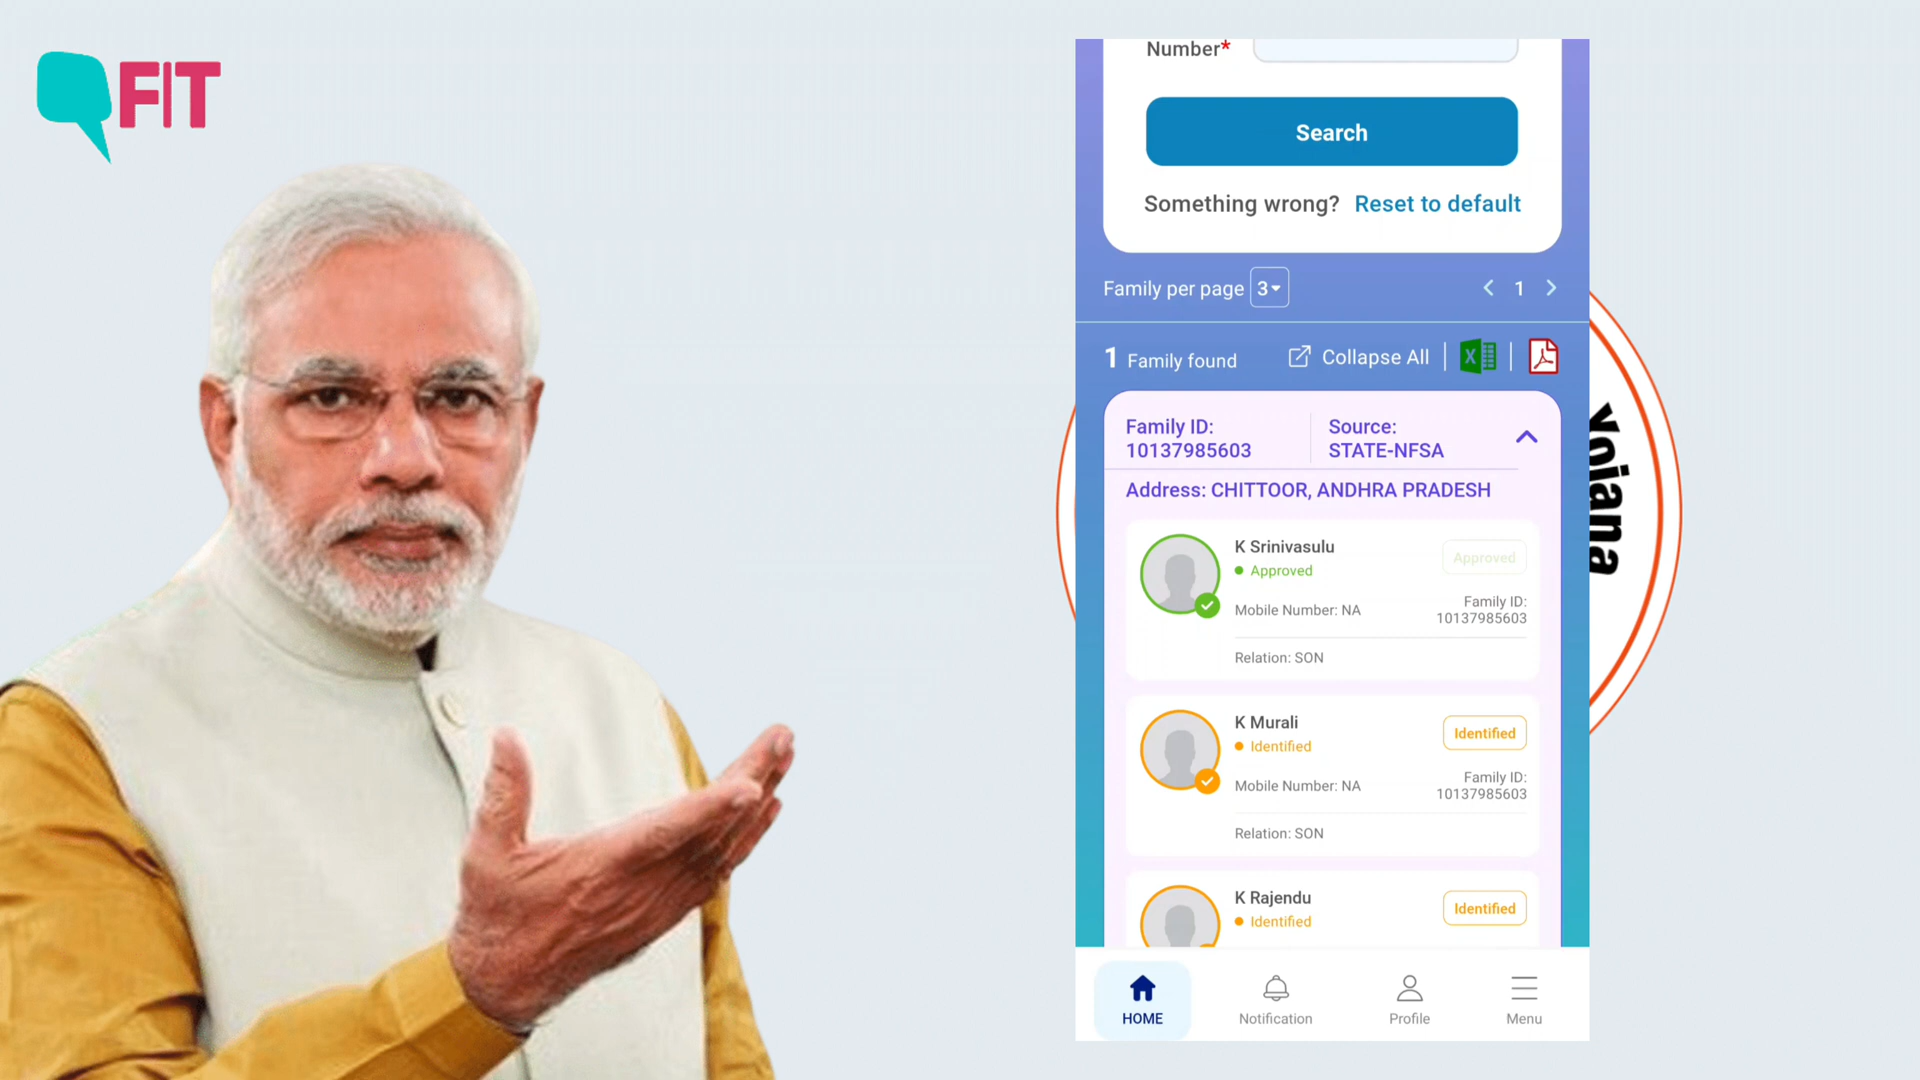 FIT
Number*
Search
Something wrong? Reset to default
Family per page 3 1
1 Family found Collapse All
Family ID: Source:
10137985603 STATE-NFSA
Address: CHITTOOR, ANDHRA PRADESH
K Srinivasulu
Approved
Approved
Mobile Number: NA
Family ID:
10137985603
Relation: SON
K Murali
Identified
Identified
Mobile Number: NA
Family ID:
10137985603
Relation: SON
K Rajendu
Identified
Identified
HOME Notification Profile Menu
Yojana